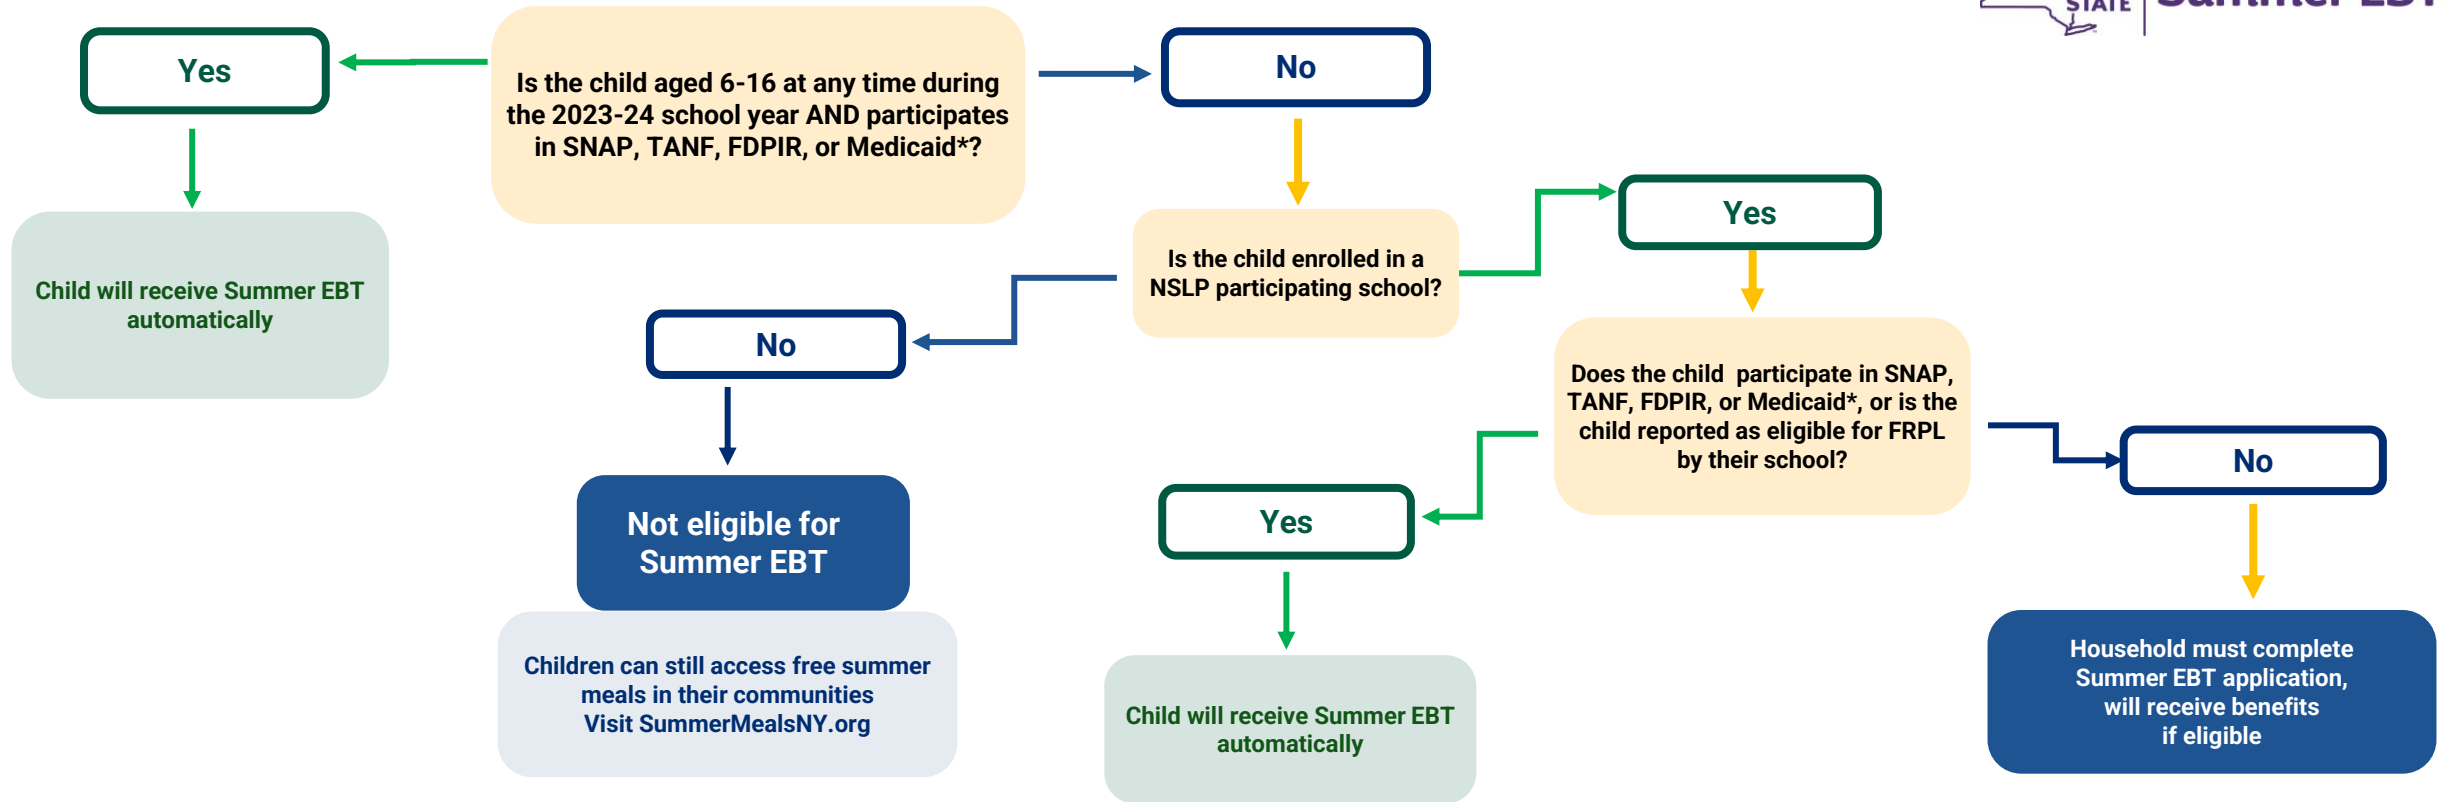 STATE
Summer EBT
Yes
Is the child aged 6-16 at any time during
the 2023-24 school year AND participates
in SNAP, TANF, FDPIR, or Medicaid*?
No
Child will receive Summer EBT
automatically
Is the child enrolled in a
NSLP participating school?
Yes
No
Does the child participate in SNAP,
TANF, FDPIR, or Medicaid*, or is the
child reported as eligible for FRPL
by their school?
No
Yes
Not eligible for
Summer EBT
Children can still access free summer
meals in their communities
Visit SummerMealsNY.org
Child will receive Summer EBT
automatically
Household must complete
Summer EBT application,
will receive benefits
if eligible